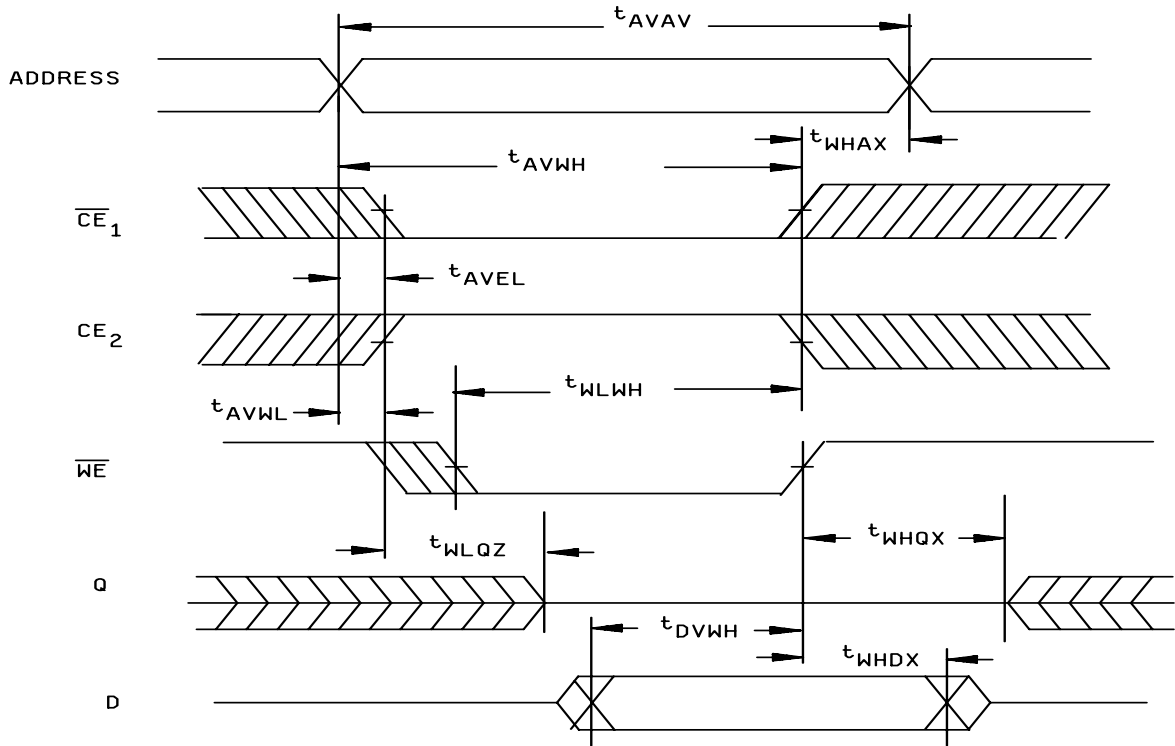 tAVAV
ADDRESS
tWHAX
tAVWH
CE1
tAVEL
CE2
tWLWH
tAVWL
WE
tWHQX
tWLQZ
Q
tDVWH
tWHDX
D